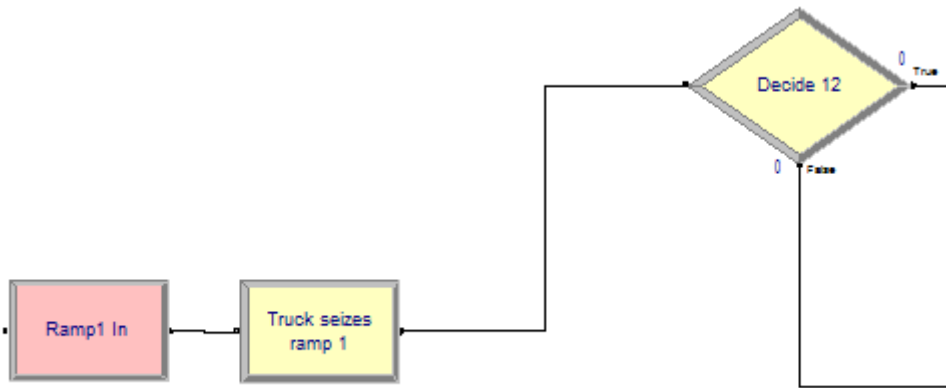 0
True
Decide 12
0
False
Ramp1 In
Truck seizes
ramp 1